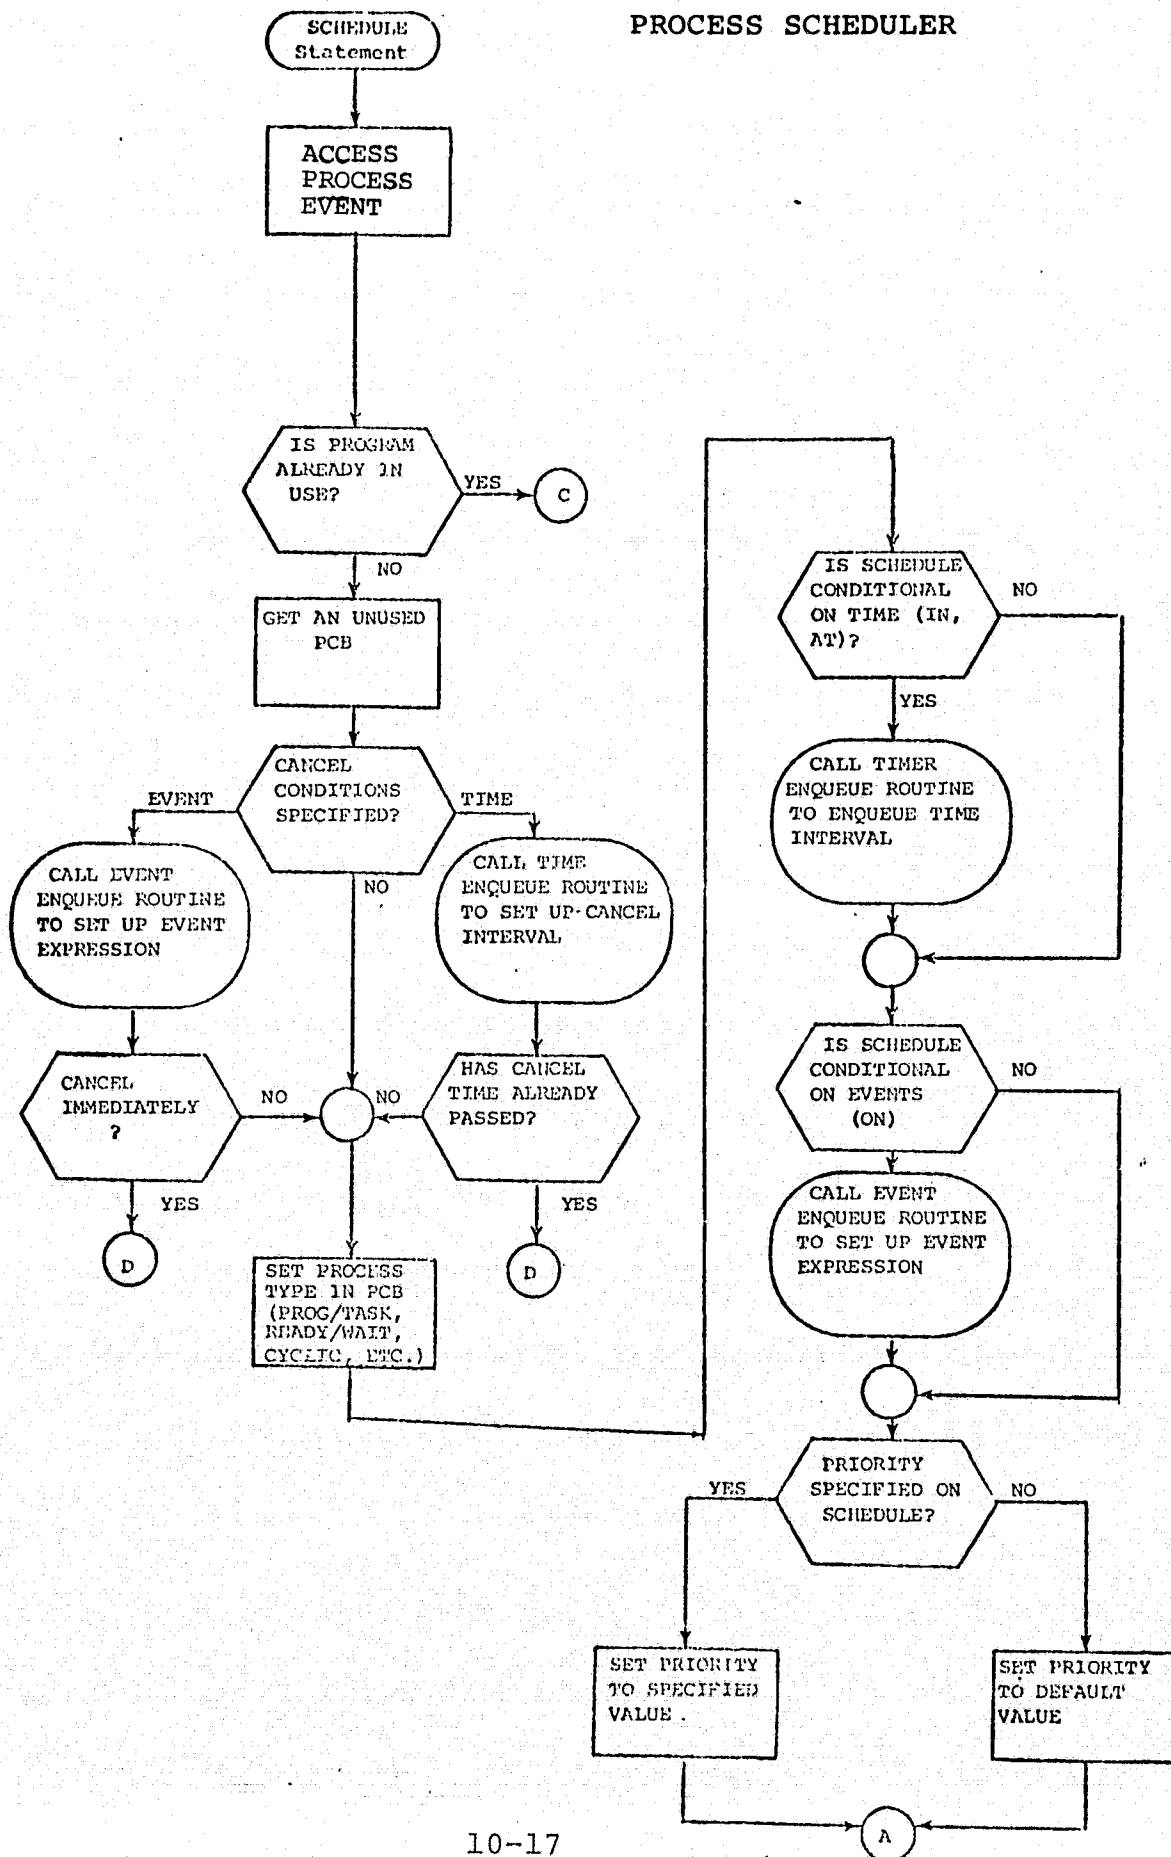 PROCESS SCHEDULER
SCHEDULE
Statement
ACCESS
PROCESS
EVENT
IS PROGRAM
ALREADY IN
USE?
YES
C
NO
GET AN UNUSED
PCB
CANCEL
CONDITIONS
SPECIFIED?
EVENT
TIME
NO
CALL EVENT
ENQUEUE ROUTINE
TO SET UP EVENT
EXPRESSION
CALL TIME
ENQUEUE ROUTINE
TO SET UP CANCEL
INTERVAL
CANCEL
IMMEDIATELY
?
NO
NO
HAS CANCEL
TIME ALREADY
PASSED?
YES
YES
D
D
SET PROCESS
TYPE IN PCB
(PROG/TASK,
READY/WAIT,
CYCLIC, ETC.)
IS SCHEDULE
CONDITIONAL
ON TIME (IN,
AT)?
NO
YES
CALL TIMER
ENQUEUE ROUTINE
TO ENQUEUE TIME
INTERVAL
IS SCHEDULE
CONDITIONAL
ON EVENTS
(ON)
NO
CALL EVENT
ENQUEUE ROUTINE
TO SET UP EVENT
EXPRESSION
PRIORITY
SPECIFIED ON
SCHEDULE?
YES
NO
SET PRIORITY
TO SPECIFIED
VALUE.
SET PRIORITY
TO DEFAULT
VALUE
A
10-17